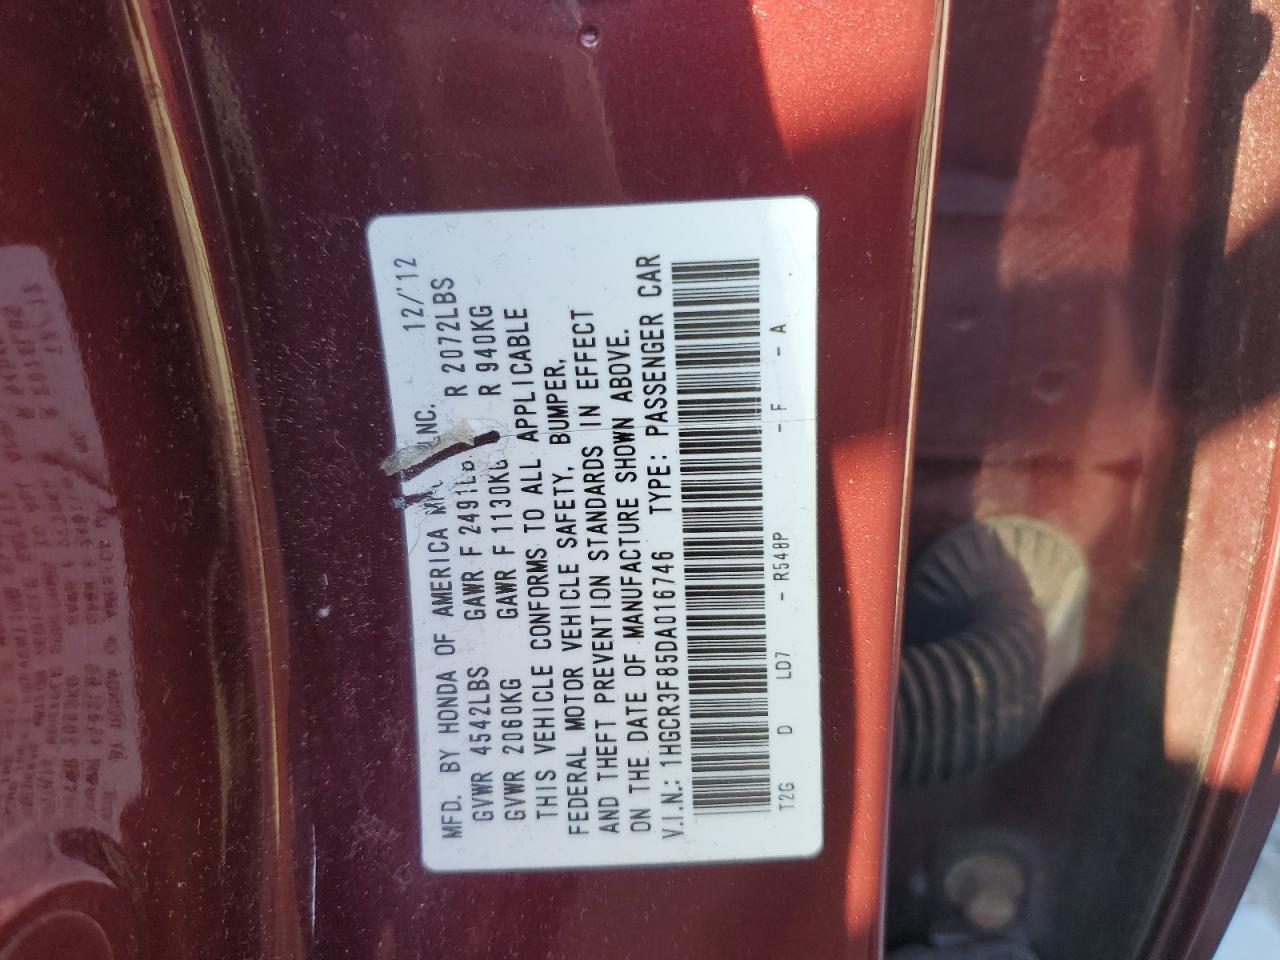 MFD. BY HONDA OF AMERICA INC. 12/'12
GVWR 4542LBS GAWR F 2491LB R 2072LBS
GVWR 2060KG GAWR F 1130KG R 940KG
THIS VEHICLE CONFORMS TO ALL APPLICABLE
FEDERAL MOTOR VEHICLE SAFETY, BUMPER,
AND THEFT PREVENTION STANDARDS IN EFFECT
ON THE DATE OF MANUFACTURE SHOWN ABOVE.
V.I.N.: 1HGCR3F85DA016746 TYPE: PASSENGER CAR
T2G D LD7 - R548P - F - A